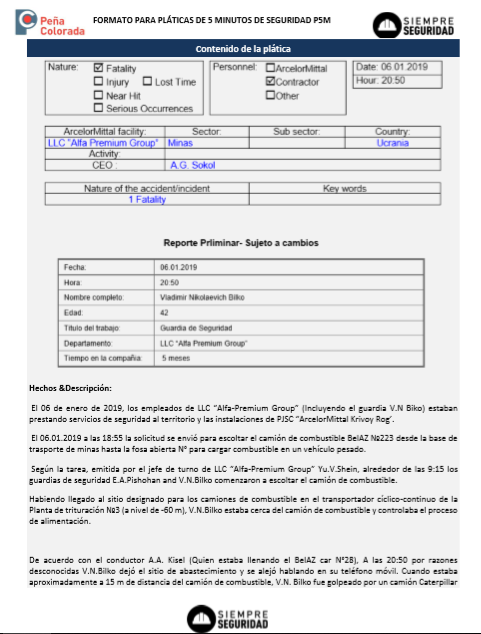 Peña
Colorada
FORMATO PARA PLÁTICAS DE 5 MINUTOS DE SEGURIDAD P5M
SIEMPRE
SEGURIDAD
Contenido de la plática
Nature:
Fatality
Injury Lost Time
Near Hit
Serious Occurrences
Personnel:
ArcelorMittal
Contractor
Other
Date: 06.01.2019
Hour: 20:50
ArcelorMittal facility: Sector: Sub sector: Country:
LLC "Alfa Premium Group" Minas Ucrania
Activity:
CEO : A.G. Sokol
Nature of the accident/incident Key words
1 Fatality
Reporte Prliminar- Sujeto a cambios
Fecha: 06.01.2019
Hora: 20:50
Nombre completo: Vladimir Nikolaevich Bilko
Edad: 42
Título del trabajo: Guardia de Seguridad
Departamento: LLC "Alfa Premium Group"
Tiempo en la compañía: 5 meses
Hechos &Descripción:
El 06 de enero de 2019, los empleados de LLC "Alfa-Premium Group" (Incluyendo el guardia V.N Biko) estaban
prestando servicios de seguridad al territorio y las instalaciones de PJSC "ArcelorMittal Krivoy Rog'.
El 06.01.2019 a las 18:55 la solicitud se envió para escoltar el camión de combustible BelAZ №223 desde la base de
trasporte de minas hasta la fosa abierta N° para cargar combustible en un vehículo pesado.
Según la tarea, emitida por el jefe de turno de LLC "Alfa-Premium Group" Yu.V.Shein, alrededor de las 9:15 los
guardias de seguridad E.A.Pishohan and V.N.Bilko comenzaron a escoltar el camión de combustible.
Habiendo llegado al sitio designado para los camiones de combustible en el transportador cíclico-continuo de la
Planta de trituración №3 (a nivel de -60 m), V.N.Bilko estaba cerca del camión de combustible y controlaba el proceso
de alimentación.
De acuerdo con el conductor A.A. Kisel (Quien estaba llenando el BelAZ car N°28), A las 20:50 por razones
desconocidas V.N.Bilko dejó el sitio de abastecimiento y se alejó hablando en su teléfono móvil. Cuando estaba
aproximadamente a 15 m de distancia del camión de combustible, V.N. Bilko fue golpeado por un camión Caterpillar
SIEMPRE
SEGURIDAD